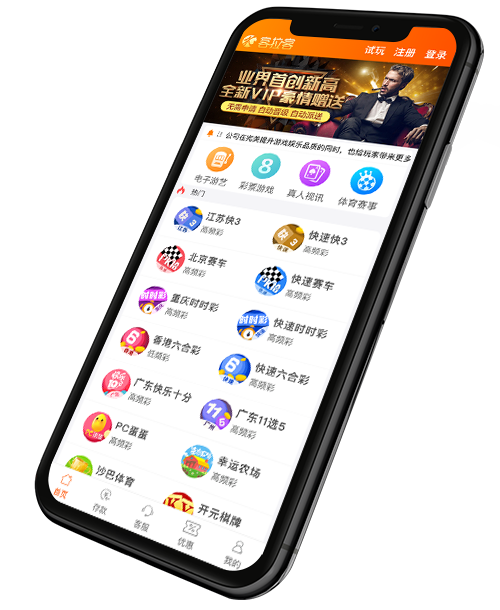 客拉客
试玩 注册 登录
业界首创新高
全新VIP豪情赠送
无需申请 自动晋级 自动派送
公司在完美提升游戏娱乐品质的同时，也给玩家带来更多
电子游艺 彩票游戏 真人视讯 体育赛事
热门
江苏快3 快速快3
高频彩 高频彩
北京赛车 快速赛车
高频彩 高频彩
重庆时时彩 快速时时彩
高频彩 高频彩
香港六合彩 快速六合彩
低频彩 高频彩
广东快乐十分 广东11选5
高频彩 高频彩
PC蛋蛋 幸运农场
高频彩 高频彩
沙巴体育 开元棋牌
首页 存款 客服 优惠 我的